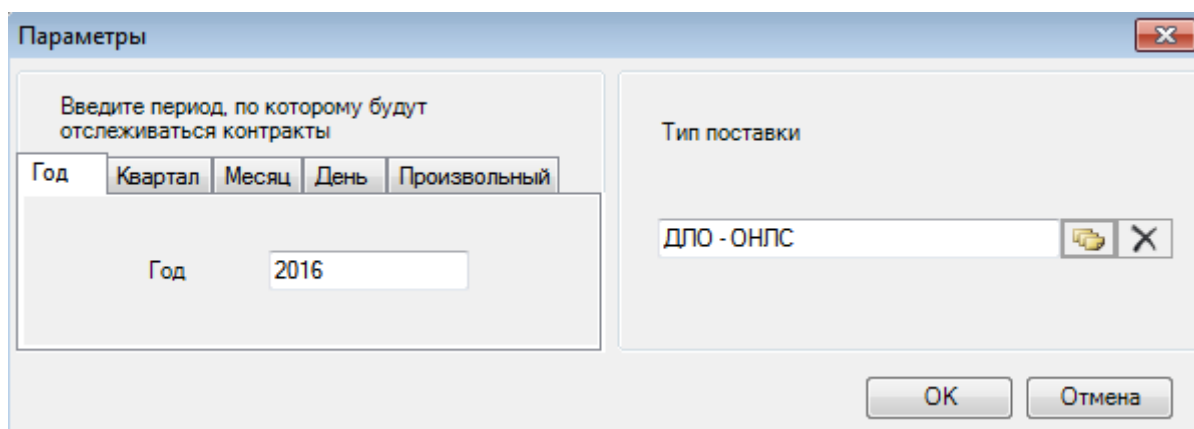 Параметры
Введите период, по которому будут
отслеживаться контракты
Год Квартал Месяц День Произвольный
Год 2016
Тип поставки
ДЛО - ОНЛС
ОК Отмена